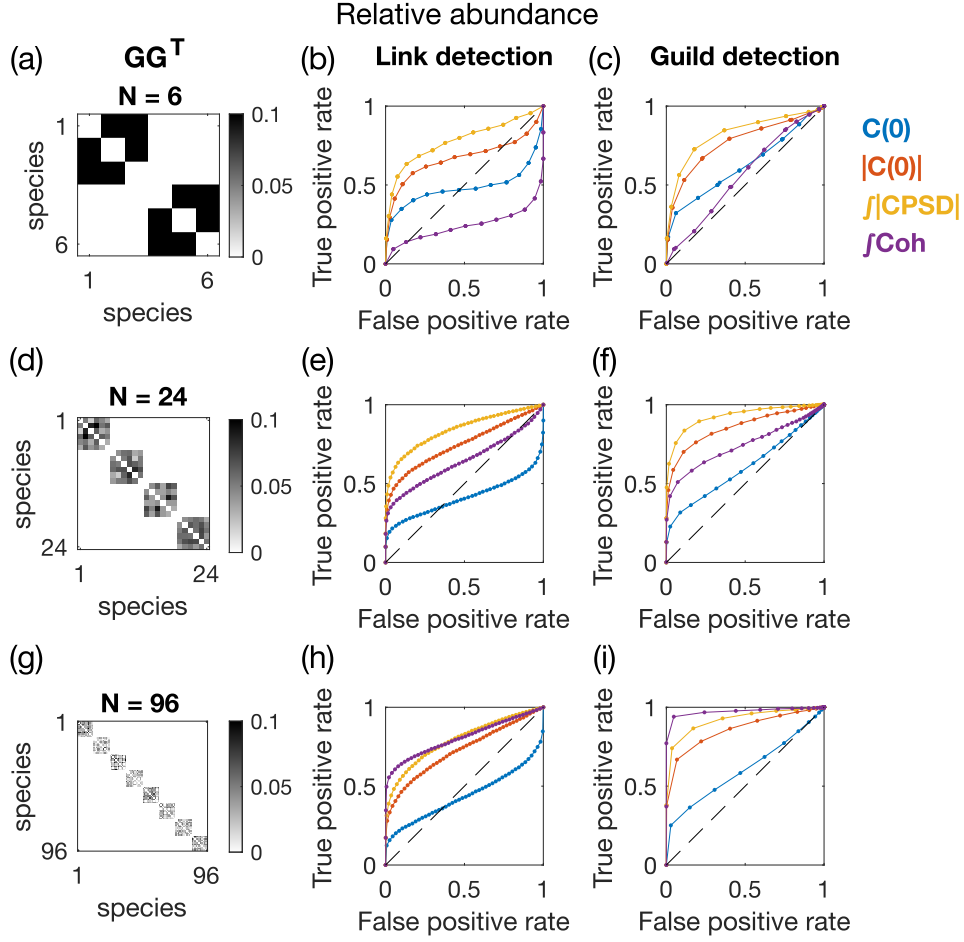 Relative abundance
(a) GG^T (b) Link detection (c) Guild detection
N = 6
1
6
species
1 6
species
0.1
0.05
0
True positive rate
1
0.5
0
0 0.5 1
False positive rate
True positive rate
1
0.5
0
0 0.5 1
False positive rate
C(0)
|C(0)|
∫|CPSD|
∫Coh
(d) N = 24 (e) (f)
1
24
species
1 24
species
0.1
0.05
0
True positive rate
1
0.5
0
0 0.5 1
False positive rate
True positive rate
1
0.5
0
0 0.5 1
False positive rate
(g) N = 96 (h) (i)
1
96
species
1 96
species
0.1
0.05
0
True positive rate
1
0.5
0
0 0.5 1
False positive rate
True positive rate
1
0.5
0
0 0.5 1
False positive rate